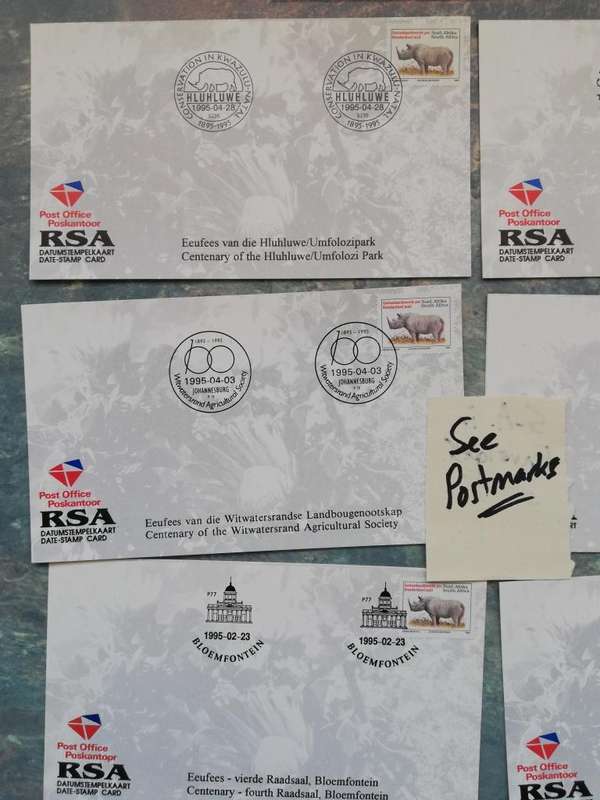 CONSERVATION IN KWAZULU-NATAL
HLUHLUWE
1995-04-28
1895-1995
CONSERVATION IN KWAZULU-NATAL
HLUHLUWE
1995-04-28
1895-1995
Suid-Afrika
South Africa
Post Office
Poskantoor
RSA
DATUMSTEMPELKAART
DATE-STAMP CARD
Eeufees van die Hluhluwe/Umfolozipark
Centenary of the Hluhluwe/Umfolozi Park
Post Office
Poskantoor
RSA
DATUMSTEMPELKAART
DATE-STAMP CARD
1895-1995
1995-04-03
JOHANNESBURG
Witwatersrand Agricultural Society
1895-1995
1995-04-03
JOHANNESBURG
Witwatersrand Agricultural Society
Suid-Afrika
South Africa
Post Office
Poskantoor
RSA
DATUMSTEMPELKAART
DATE-STAMP CARD
Eeufees van die Witwatersrandse Landbougenootskap
Centenary of the Witwatersrand Agricultural Society
See
Postmarks
P77
1995-02-23
BLOEMFONTEIN
P77
1995-02-23
BLOEMFONTEIN
Suid-Afrika
South Africa
Post Office
Poskantoor
RSA
DATUMSTEMPELKAART
DATE-STAMP CARD
Eeufees - vierde Raadsaal, Bloemfontein
Centenary - fourth Raadsaal, Bloemfontein
Post Office
Poskantoor
RSA
DATUMSTEMPELKAART
DATE-STAMP CARD